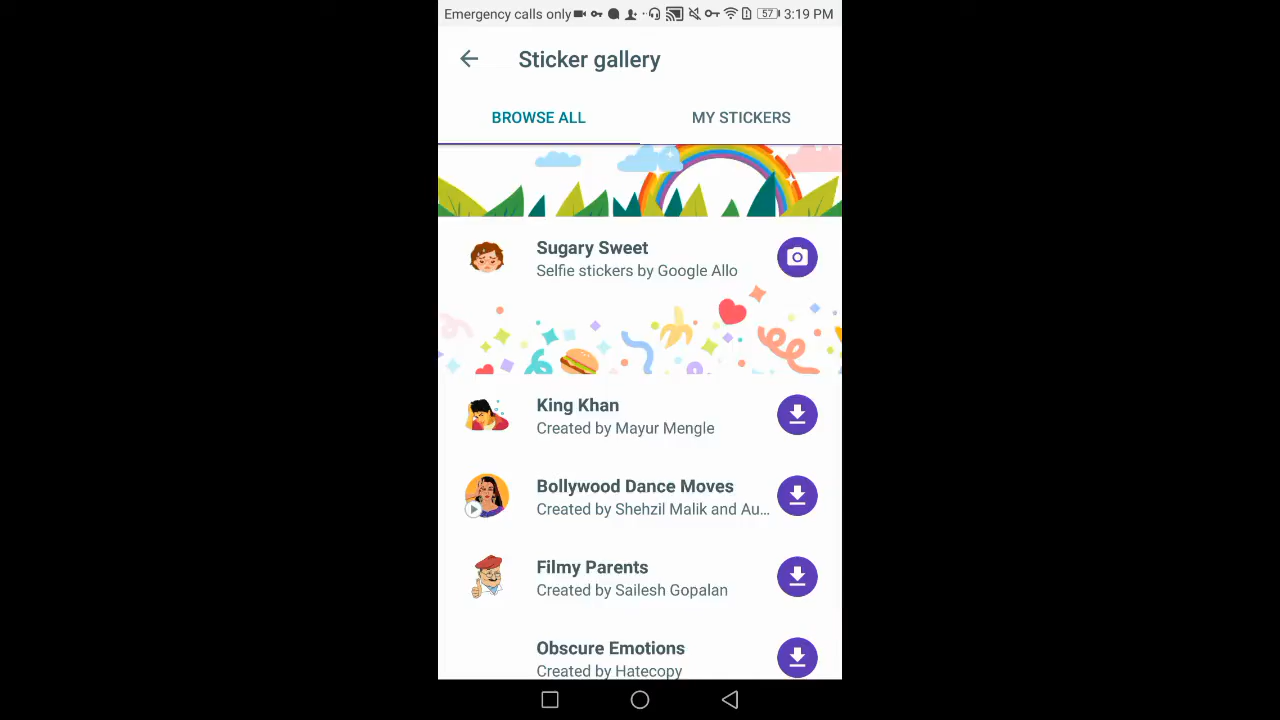 Emergency calls only 57 3:19 PM
Sticker gallery
BROWSE ALL MY STICKERS
Sugary Sweet
Selfie stickers by Google Allo
King Khan
Created by Mayur Mengle
Bollywood Dance Moves
Created by Shehzil Malik and Au...
Filmy Parents
Created by Sailesh Gopalan
Obscure Emotions
Created by Hatecopy